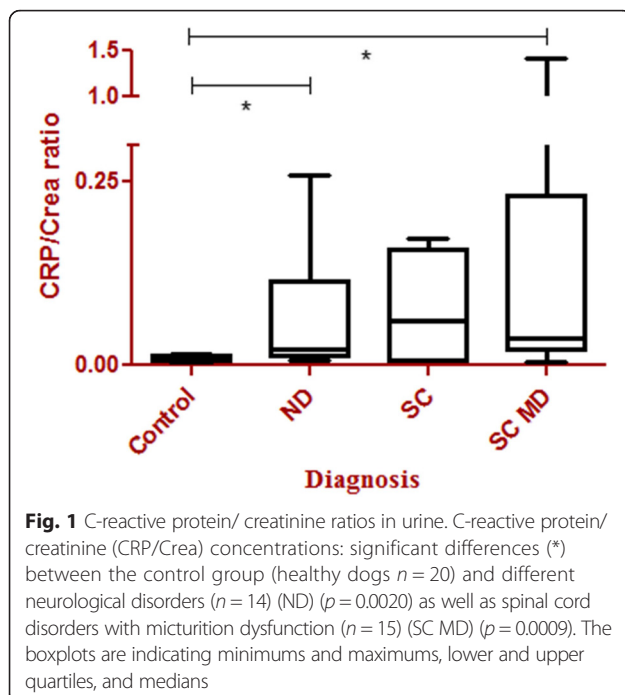 1.5
*
1.0
*
0.25
CRP/Crea ratio
0.00
Control
ND
SC
SC MD
Diagnosis
Fig. 1 C-reactive protein/ creatinine ratios in urine. C-reactive protein/
creatinine (CRP/Crea) concentrations: significant differences (*)
between the control group (healthy dogs n = 20) and different
neurological disorders (n = 14) (ND) (p = 0.0020) as well as spinal cord
disorders with micturition dysfunction (n = 15) (SC MD) (p = 0.0009). The
boxplots are indicating minimums and maximums, lower and upper
quartiles, and medians